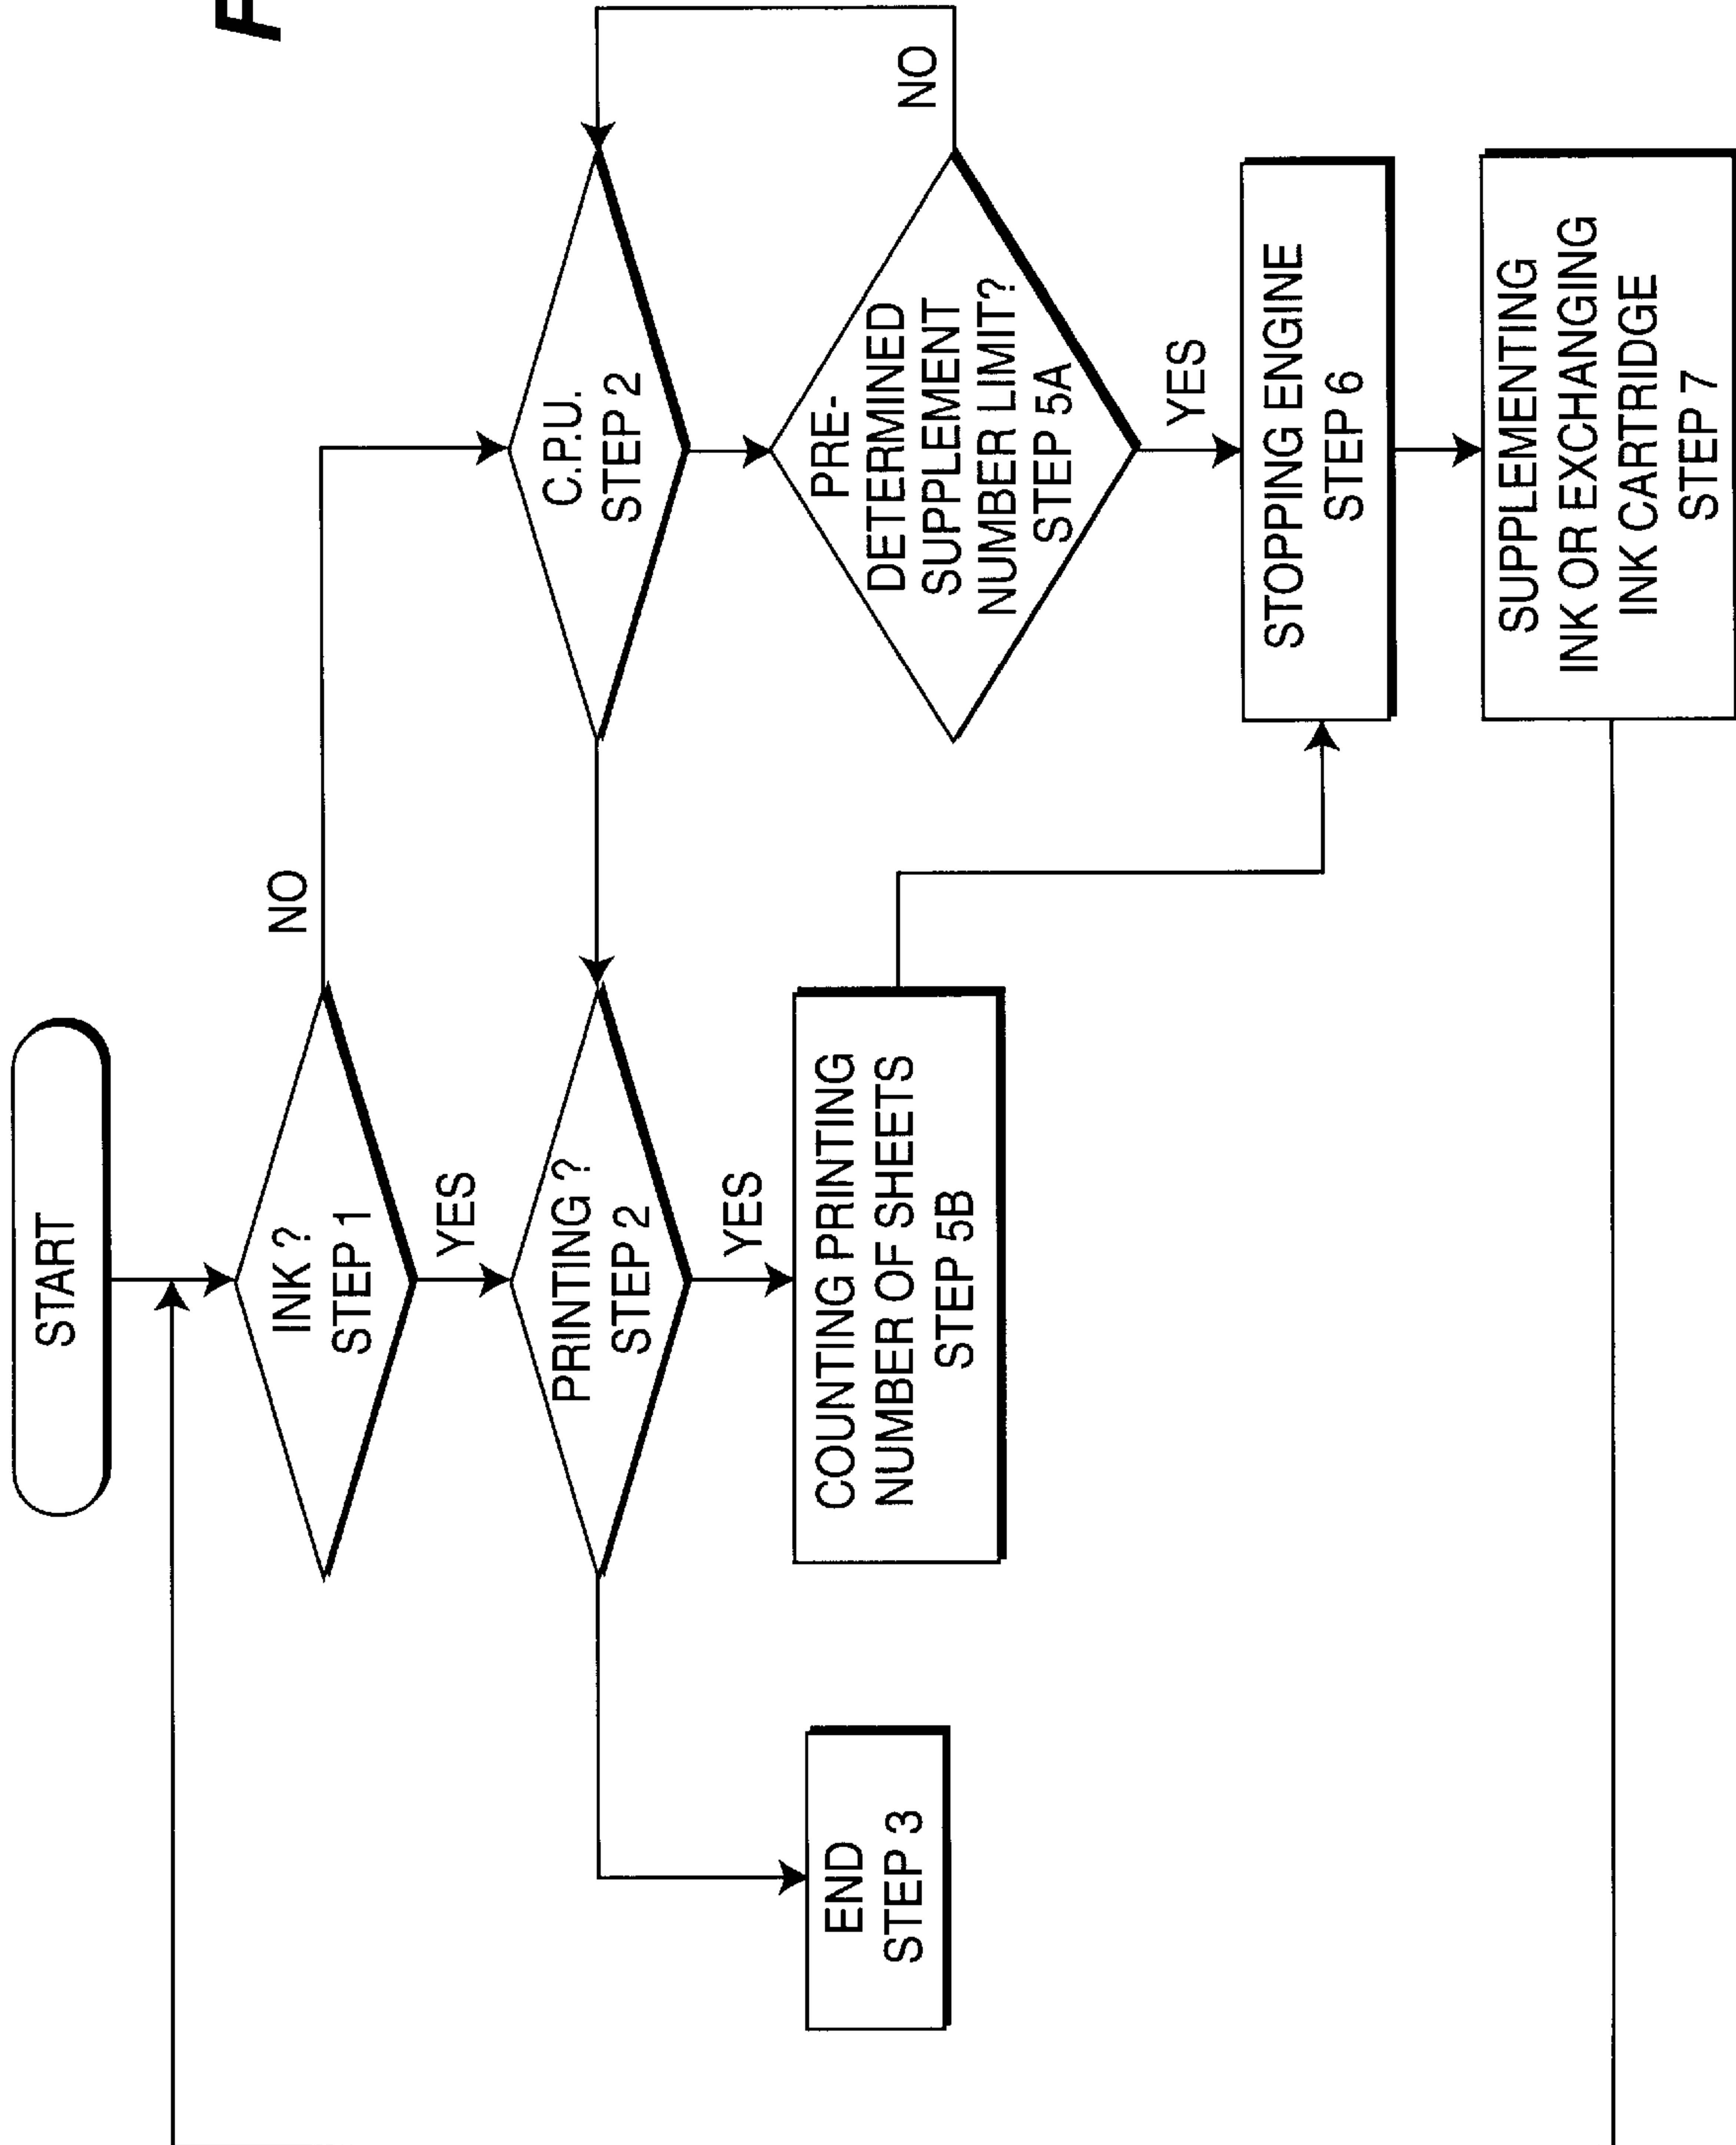 START
INK ?
STEP 1
NO
YES
PRINTING ?
STEP 2
YES
COUNTING PRINTING
NUMBER OF SHEETS
STEP 5B
END
STEP 3
C.P.U.
STEP 2
PRE-
DETERMINED
SUPPLEMENT
NUMBER LIMIT?
STEP 5A
NO
YES
STOPPING ENGINE
STEP 6
SUPPLEMENTING
INK OR EXCHANGING
INK CARTRIDGE
STEP 7